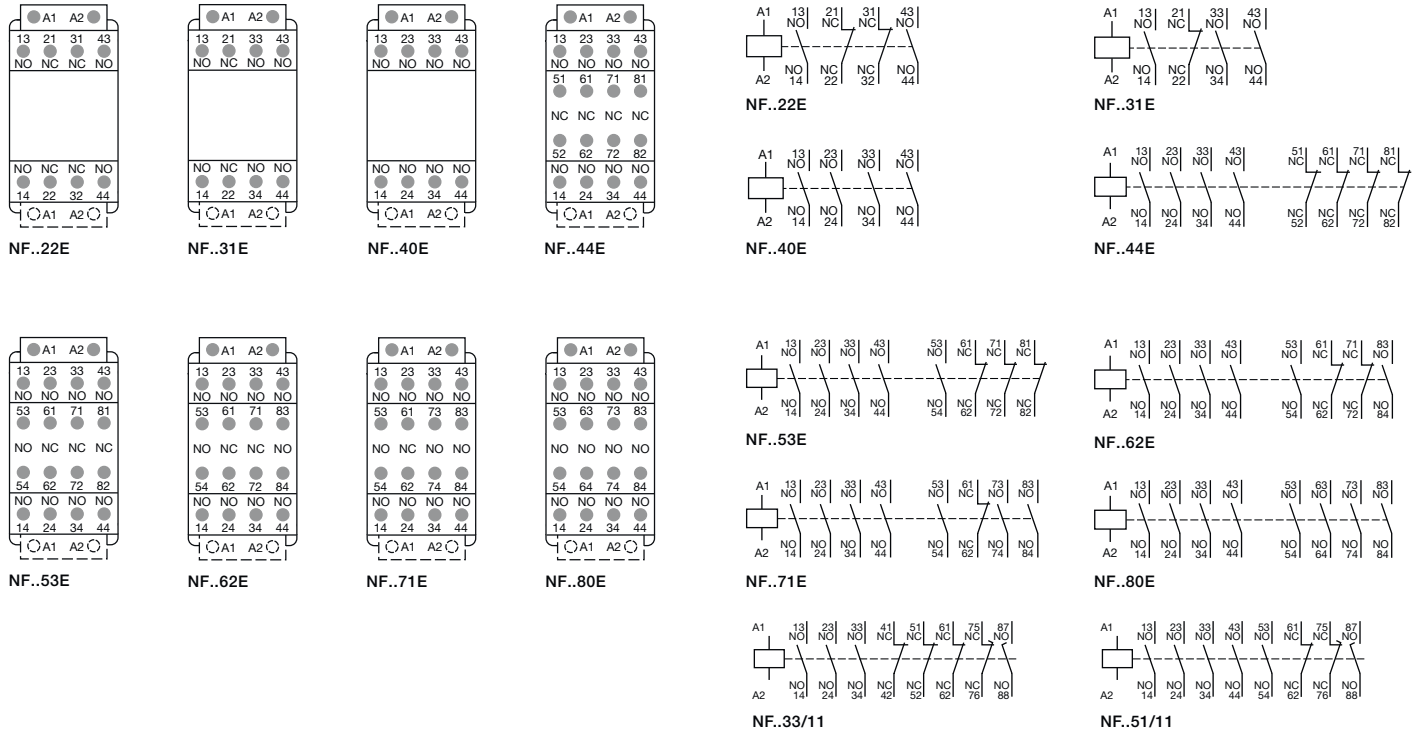 A1 A2
13 21 31 43
NO NC NC NO
NO NC NC NO
14 22 32 44
A1 A2
NF..22E
A1 A2
13 21 33 43
NO NC NO NO
NO NC NO NO
14 22 34 44
A1 A2
NF..31E
A1 A2
13 23 33 43
NO NO NO NO
NO NO NO NO
14 24 34 44
A1 A2
NF..40E
A1 A2
13 23 33 43
NO NO NO NO
51 61 71 81
NC NC NC NC
52 62 72 82
NO NO NO NO
14 24 34 44
A1 A2
NF..44E
A1 13 21 31 43
NO NC NC NO
NO NC NC NO
A2 14 22 32 44
NF..22E
A1 13 21 33 43
NO NC NO NO
NO NC NO NO
A2 14 22 34 44
NF..31E
A1 13 23 33 43
NO NO NO NO
NO NO NO NO
A2 14 24 34 44
NF..40E
A1 13 23 33 43 51 61 71 81
NO NO NO NO NC NC NC NC
NO NO NO NO NC NC NC NC
A2 14 24 34 44 52 62 72 82
NF..44E
A1 A2
13 23 33 43
NO NO NO NO
53 61 71 81
NO NC NC NC
54 62 72 82
NO NO NO NO
14 24 34 44
A1 A2
NF..53E
A1 A2
13 23 33 43
NO NO NO NO
53 61 71 83
NO NC NC NO
54 62 72 84
NO NO NO NO
14 24 34 44
A1 A2
NF..62E
A1 A2
13 23 33 43
NO NO NO NO
53 61 73 83
NO NC NO NO
54 62 74 84
NO NO NO NO
14 24 34 44
A1 A2
NF..71E
A1 A2
13 23 33 43
NO NO NO NO
53 63 73 83
NO NO NO NO
54 64 74 84
NO NO NO NO
14 24 34 44
A1 A2
NF..80E
A1 13 23 33 43 53 61 71 81
NO NO NO NO NO NC NC NC
NO NO NO NO NO NC NC NC
A2 14 24 34 44 54 62 72 82
NF..53E
A1 13 23 33 43 53 61 71 83
NO NO NO NO NO NC NC NO
NO NO NO NO NO NC NC NO
A2 14 24 34 44 54 62 72 84
NF..62E
A1 13 23 33 43 53 61 73 83
NO NO NO NO NO NC NO NO
NO NO NO NO NO NC NO NO
A2 14 24 34 44 54 62 74 84
NF..71E
A1 13 23 33 43 53 63 73 83
NO NO NO NO NO NO NO NO
NO NO NO NO NO NO NO NO
A2 14 24 34 44 54 64 74 84
NF..80E
A1 13 23 33 41 51 61 75 87
NO NO NO NC NC NC NC NO
NO NO NO NC NC NC NC NO
A2 14 24 34 42 52 62 76 88
NF..33/11
A1 13 23 33 43 53 61 75 87
NO NO NO NO NO NC NC NO
NO NO NO NO NO NC NC NO
A2 14 24 34 44 54 62 76 88
NF..51/11